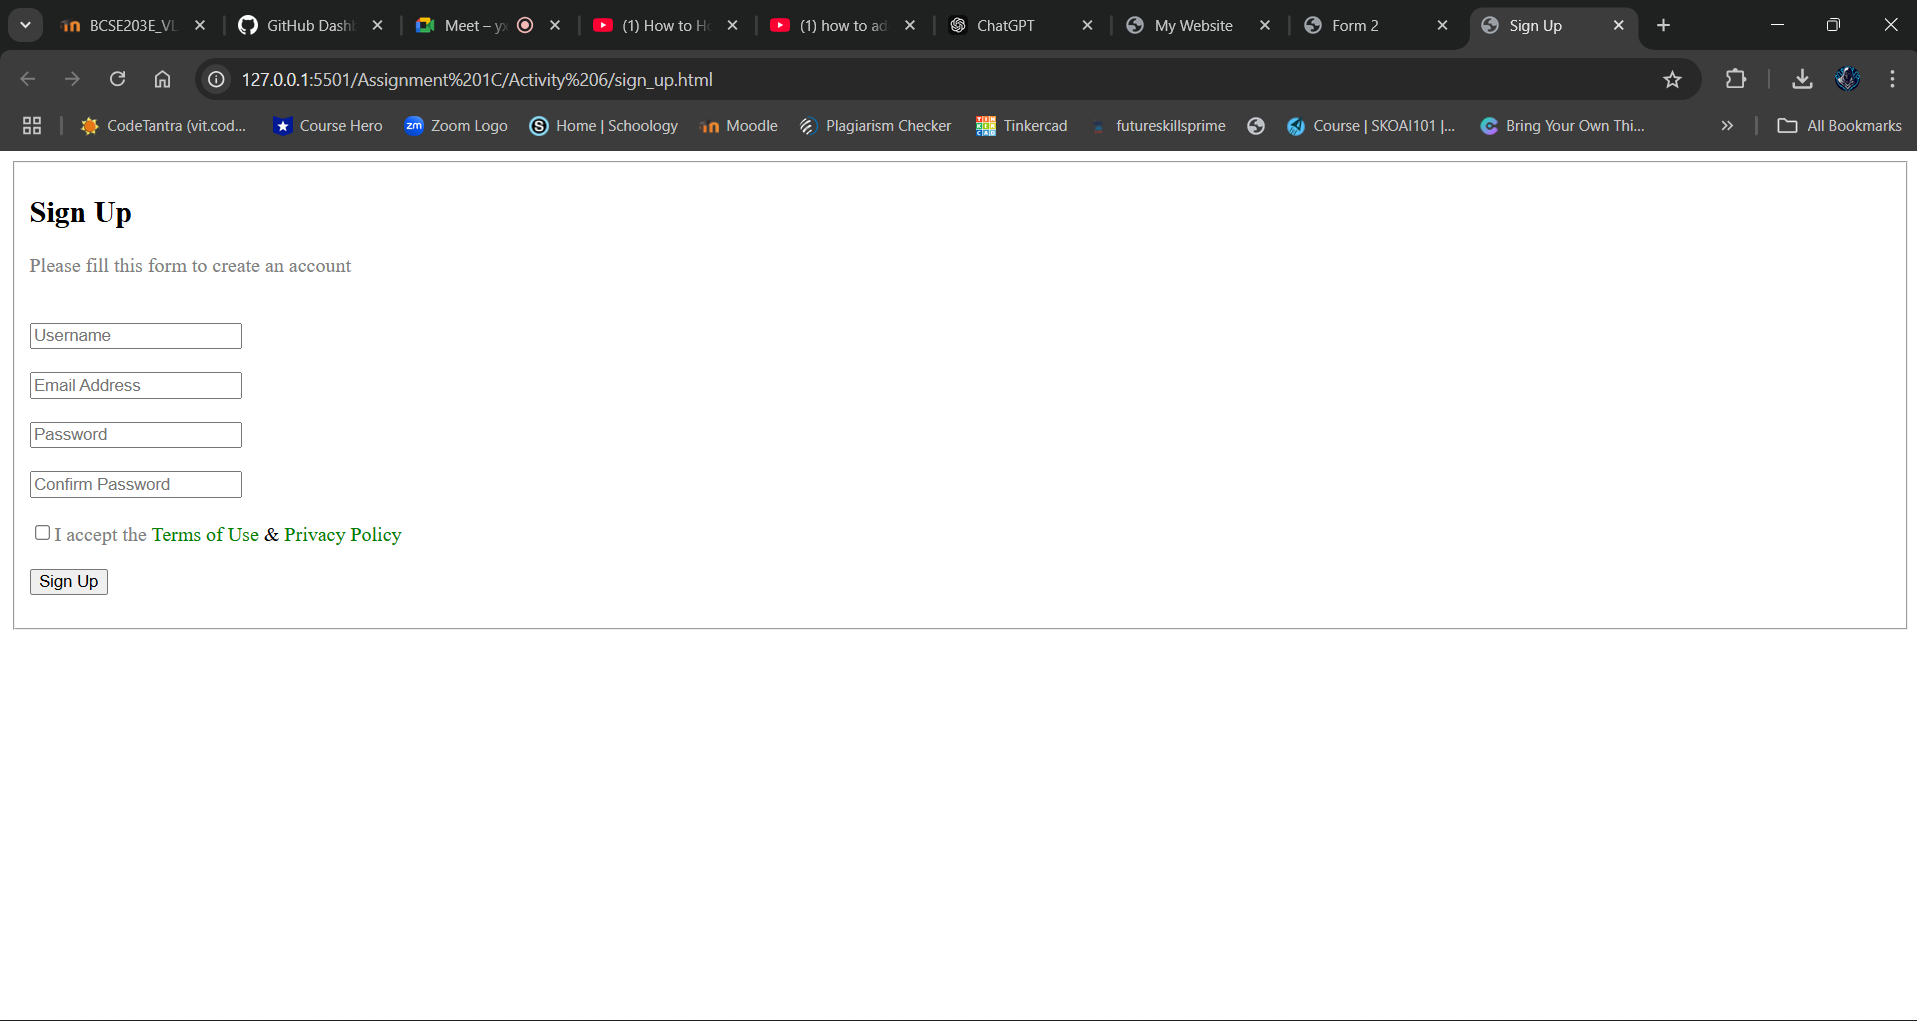 BCSE203E_VL
GitHub Dash
Meet – yx
(1) How to Ho
(1) how to ad
ChatGPT
My Website
Form 2
Sign Up
127.0.0.1:5501/Assignment%201C/Activity%206/sign_up.html
CodeTantra (vit.cod...
Course Hero
zm Zoom Logo
S Home | Schoology
Moodle
Plagiarism Checker
Tinkercad
futureskillsprime
Course | SKOAI101 |...
Bring Your Own Thi...
All Bookmarks
Sign Up
Please fill this form to create an account
Username
Email Address
Password
Confirm Password
I accept the Terms of Use & Privacy Policy
Sign Up